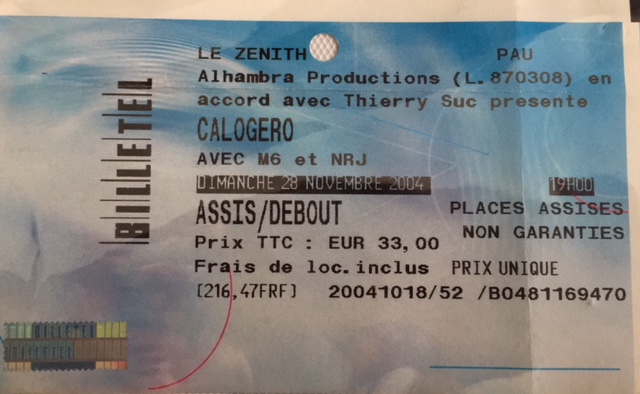 LE ZENITH PAU
Alhambra Productions (L.870308) en
accord avec Thierry Suc presente
CALOGERO
AVEC M6 et NRJ
DIMANCHE 28 NOVEMBRE 2004 19H00
ASSIS/DEBOUT PLACES ASSISES
NON GARANTIES
Prix TTC : EUR 33,00
Frais de loc.inclus PRIX UNIQUE
(216,47FRF) 20041018/52 /B0481169470
BILLETEL